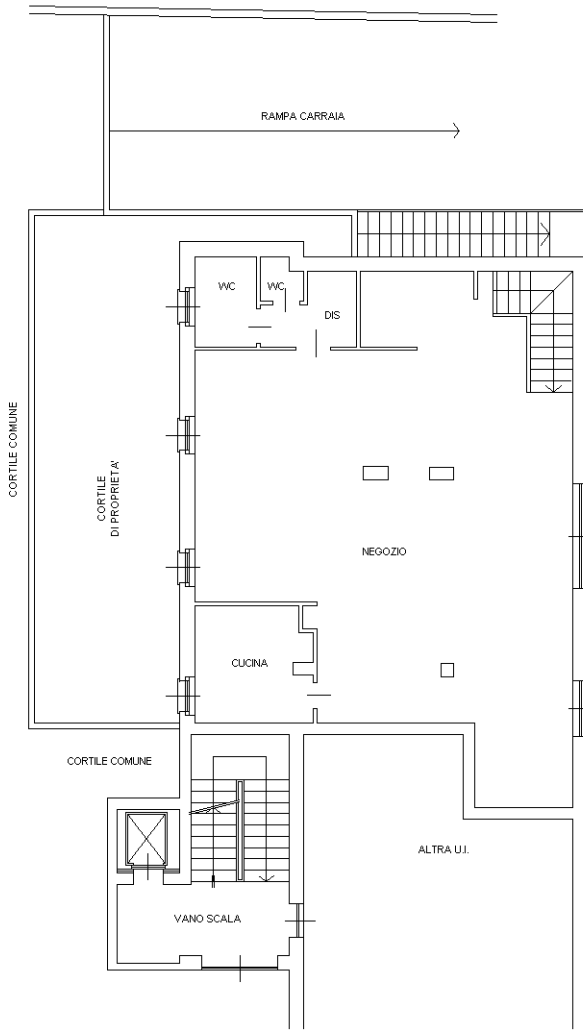 RAMPA CARRAIA
WC
WC
DIS
CORTILE COMUNE
CORTILE
DI PROPRIETA'
NEGOZIO
CUCINA
CORTILE COMUNE
ALTRA U.I.
VANO SCALA